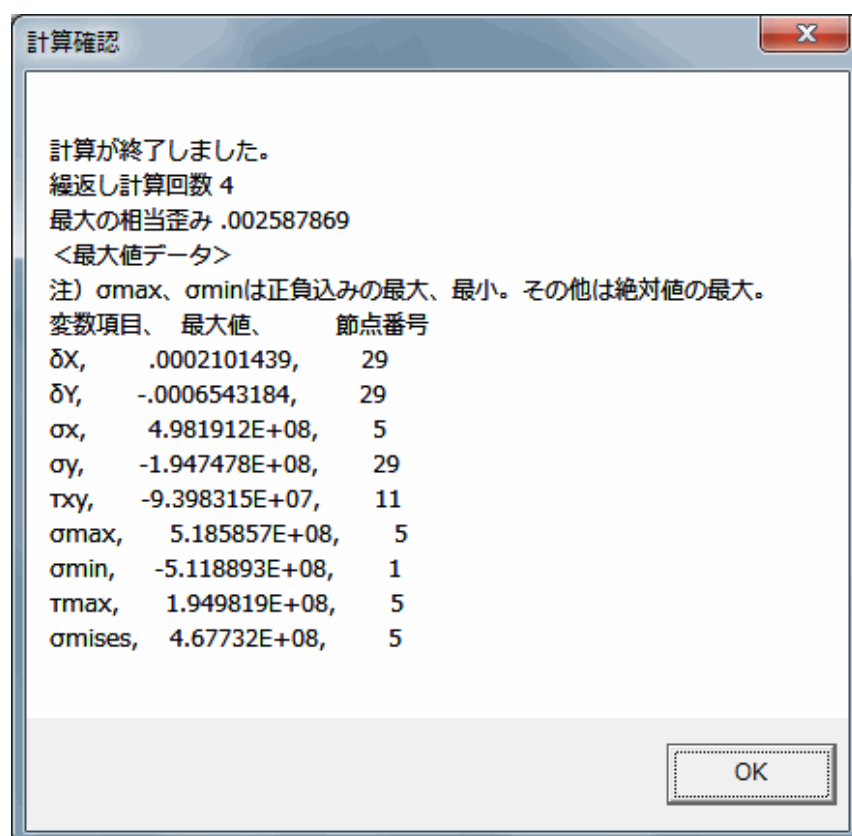 計算確認
計算が終了しました。
繰返し計算回数 4
最大の相当歪み .002587869
<最大値データ>
注）σmax、σminは正負込みの最大、最小。その他は絶対値の最大。
変数項目、 最大値、 節点番号
δX, .0002101439, 29
δY, -.0006543184, 29
σx, 4.981912E+08, 5
σy, -1.947478E+08, 29
τxy, -9.398315E+07, 11
σmax, 5.185857E+08, 5
σmin, -5.118893E+08, 1
τmax, 1.949819E+08, 5
σmises, 4.67732E+08, 5
OK